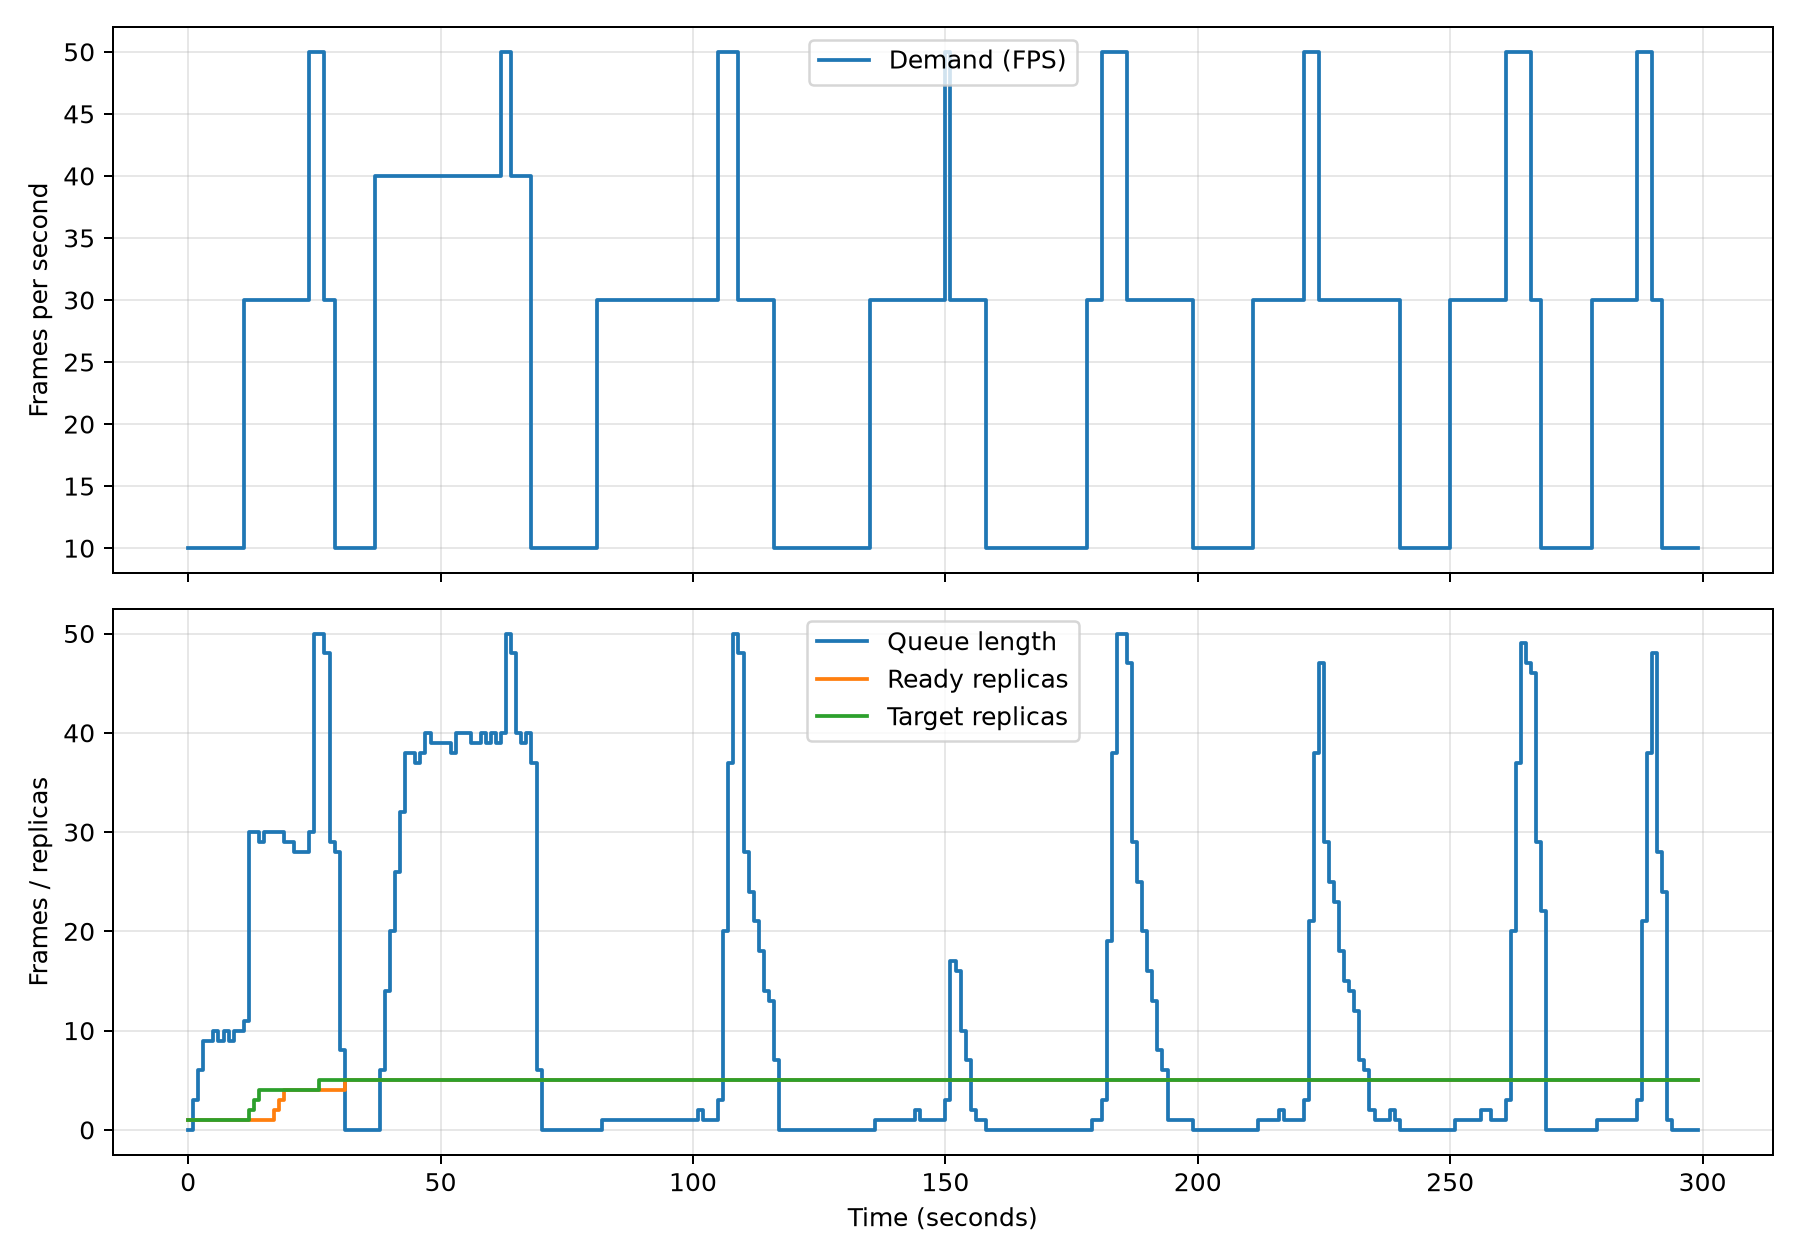 Frames per second
50
45
40
35
30
25
20
15
10
Demand (FPS)
Frames / replicas
50
40
30
20
10
0
Queue length
Ready replicas
Target replicas
0 50 100 150 200 250 300
Time (seconds)